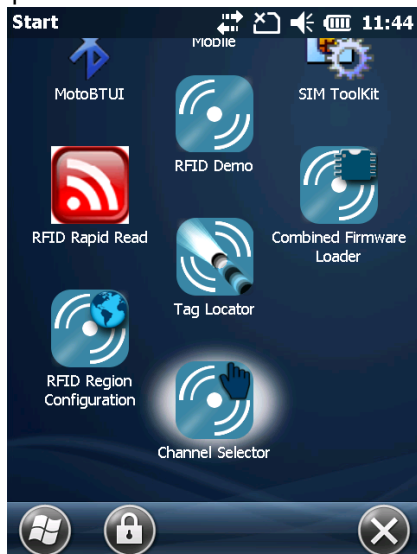 Start 11:44
Mobile
MotoBTUI
SIM ToolKit
RFID Demo
RFID Rapid Read
Combined Firmware
Loader
Tag Locator
RFID Region
Configuration
Channel Selector